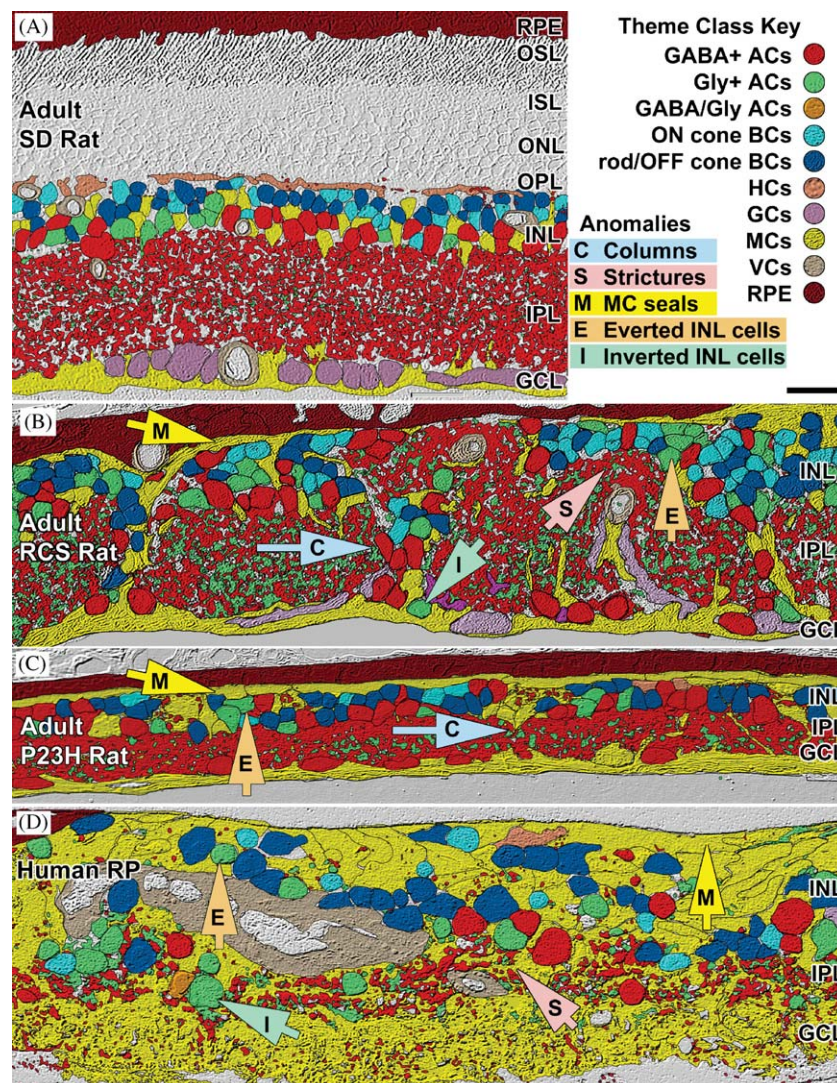 (A)
RPE
OSL
Adult
SD Rat
ISL
ONL
OPL
INL
IPL
GCL
Theme Class Key
GABA+ ACs
Gly+ ACs
GABA/Gly ACs
ON cone BCs
rod/OFF cone BCs
HCs
GCs
MCs
VCs
RPE
Anomalies
C Columns
S Strictures
M MC seals
E Everted INL cells
I Inverted INL cells
(B)
M
INL
S
E
Adult
RCS Rat
C
I
IPL
GCL
(C)
M
INL
Adult
P23H Rat
C
IPL
GCL
E
(D)
Human RP
M
INL
E
IPL
I
S
GCL